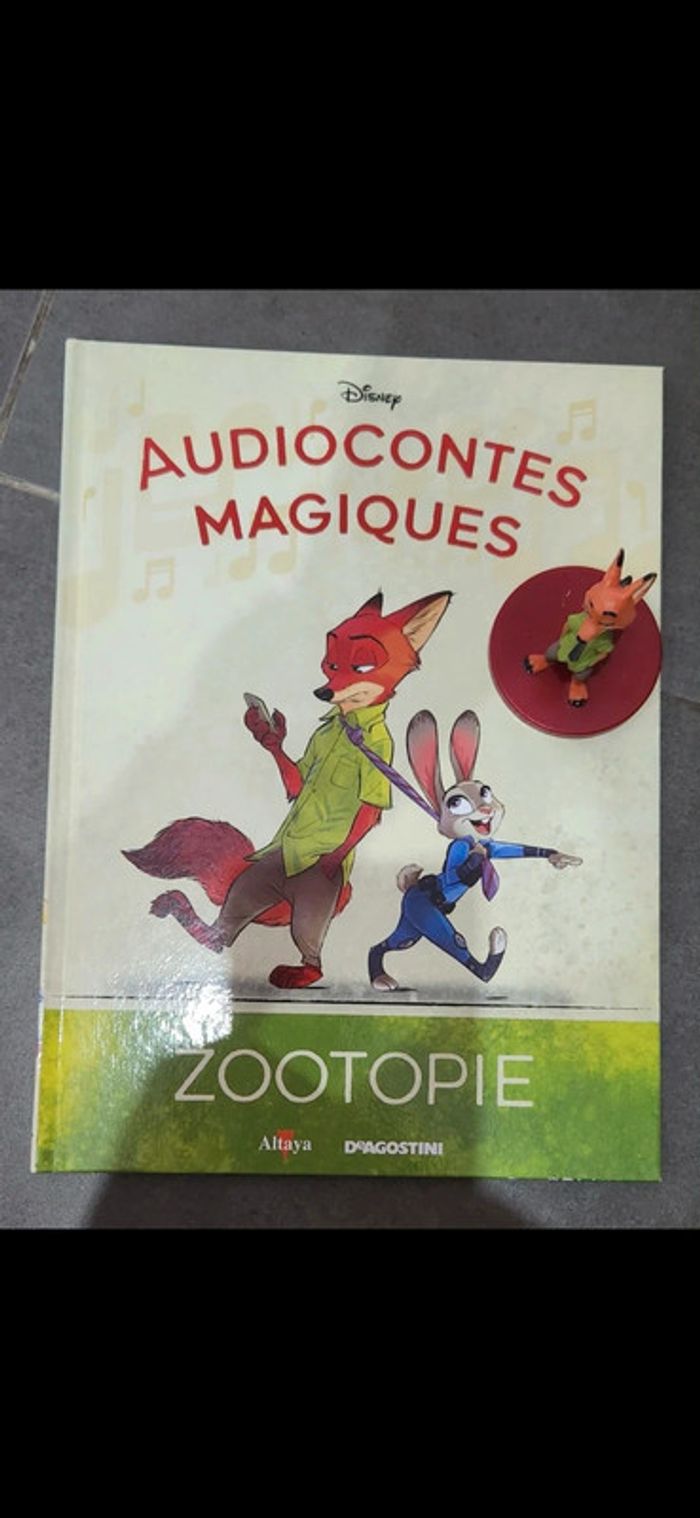 Disney
AUDIOCONTES
MAGIQUES
ZOOTOPIE
Altaya DeAGOSTINI